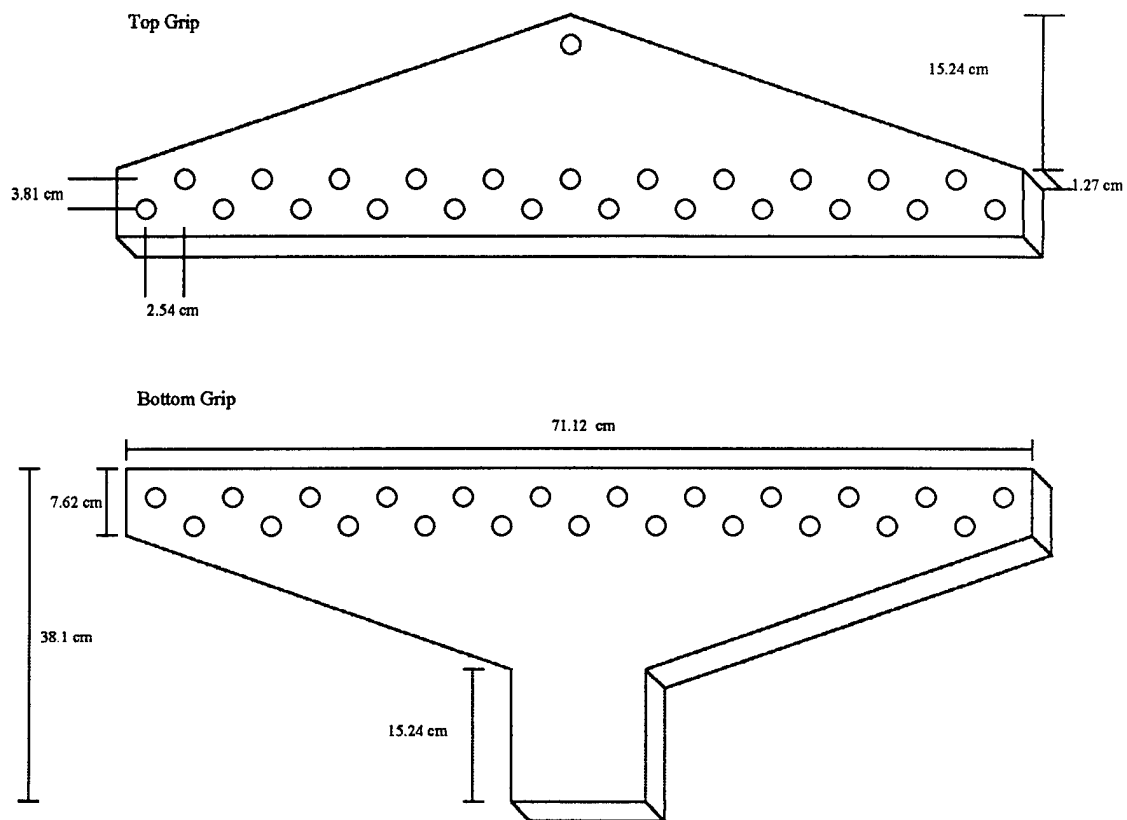 Top Grip
15.24 cm
3.81 cm
1.27 cm
2.54 cm
Bottom Grip
71.12 cm
7.62 cm
38.1 cm
15.24 cm